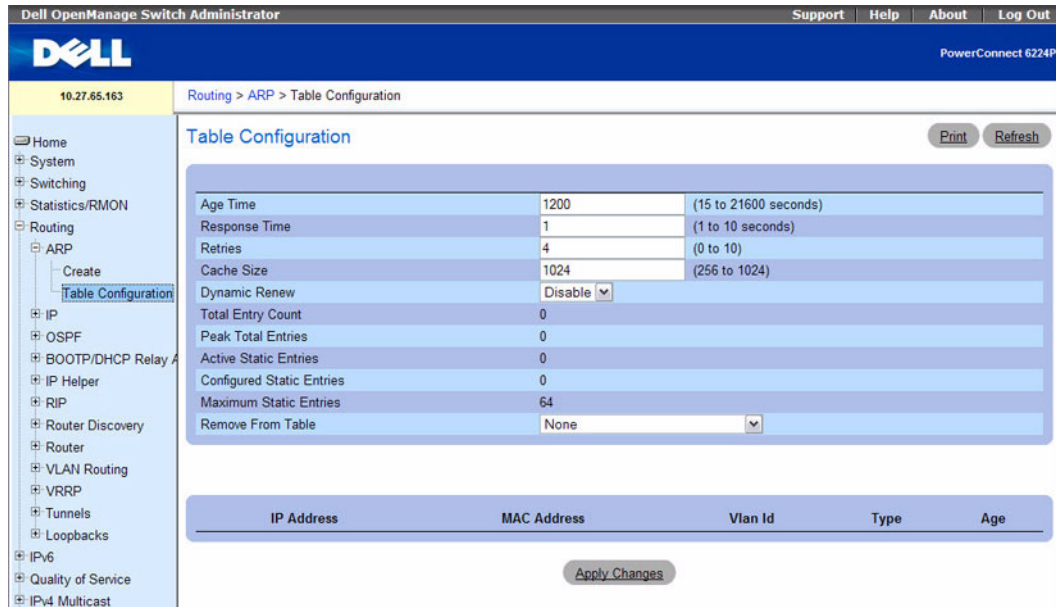 Dell OpenManage Switch Administrator
Support Help About Log Out
DELL
PowerConnect 6224P
10.27.65.163
Routing > ARP > Table Configuration
Home
System
Switching
Statistics/RMON
Routing
ARP
Create
Table Configuration
IP
OSPF
BOOTP/DHCP Relay A
IP Helper
RIP
Router Discovery
Router
VLAN Routing
VRRP
Tunnels
Loopbacks
IPv6
Quality of Service
IPv4 Multicast
Table Configuration
Print Refresh
Age Time 1200 (15 to 21600 seconds)
Response Time 1 (1 to 10 seconds)
Retries 4 (0 to 10)
Cache Size 1024 (256 to 1024)
Dynamic Renew Disable
Total Entry Count 0
Peak Total Entries 0
Active Static Entries 0
Configured Static Entries 0
Maximum Static Entries 64
Remove From Table None
IP Address MAC Address Vlan Id Type Age
Apply Changes